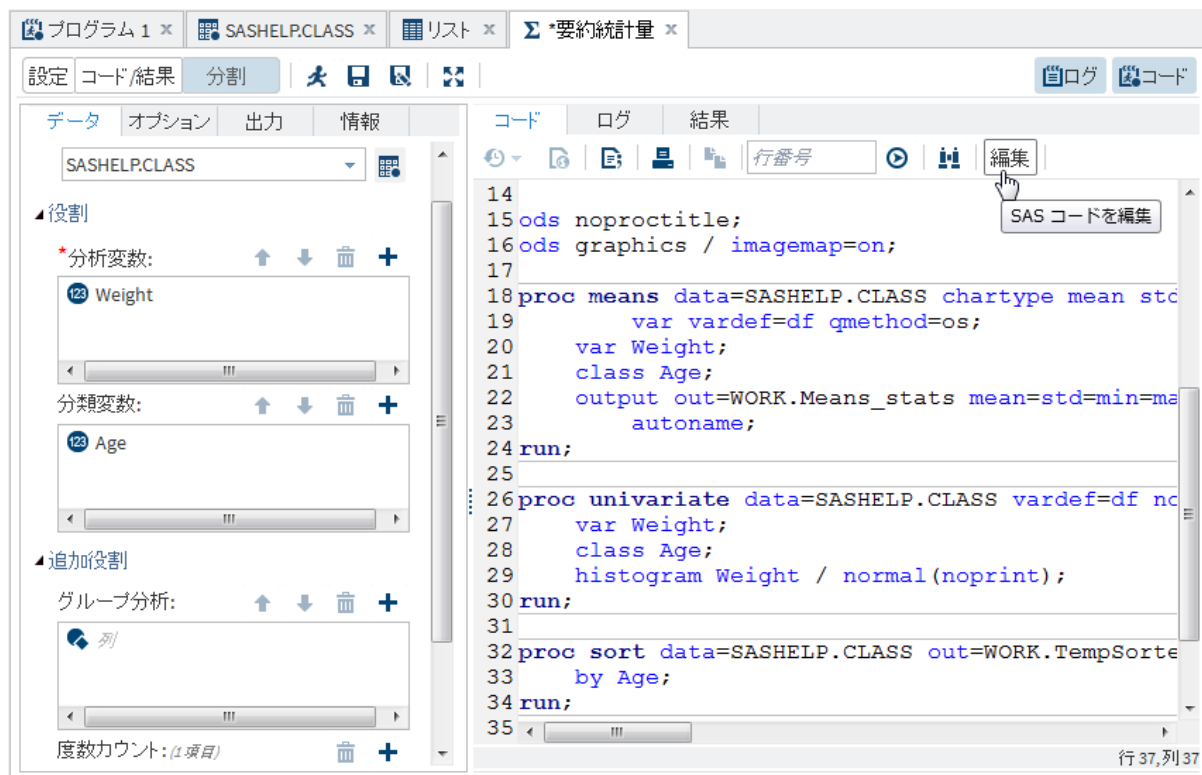 プログラム 1 × SASHELP.CLASS × リスト × Σ *要約統計量 ×
設定 コード/結果 分割 ログ コード
データ オプション 出力 情報
SASHELP.CLASS
役割
*分析変数:
123 Weight
分類変数:
123 Age
追加役割
グループ分析:
列
度数カウント:(1項目)
コード ログ 結果
行番号 編集
SAS コードを編集
14
15 ods noproctitle;
16 ods graphics / imagemap=on;
17
18 proc means data=SASHELP.CLASS chartype mean std
19 var vardef=df qmethod=os;
20 var Weight;
21 class Age;
22 output out=WORK.Means_stats mean=std=min=ma
23 autoname;
24 run;
25
26 proc univariate data=SASHELP.CLASS vardef=df no
27 var Weight;
28 class Age;
29 histogram Weight / normal(noprint);
30 run;
31
32 proc sort data=SASHELP.CLASS out=WORK.TempSorte
33 by Age;
34 run;
35
行 37,列 37